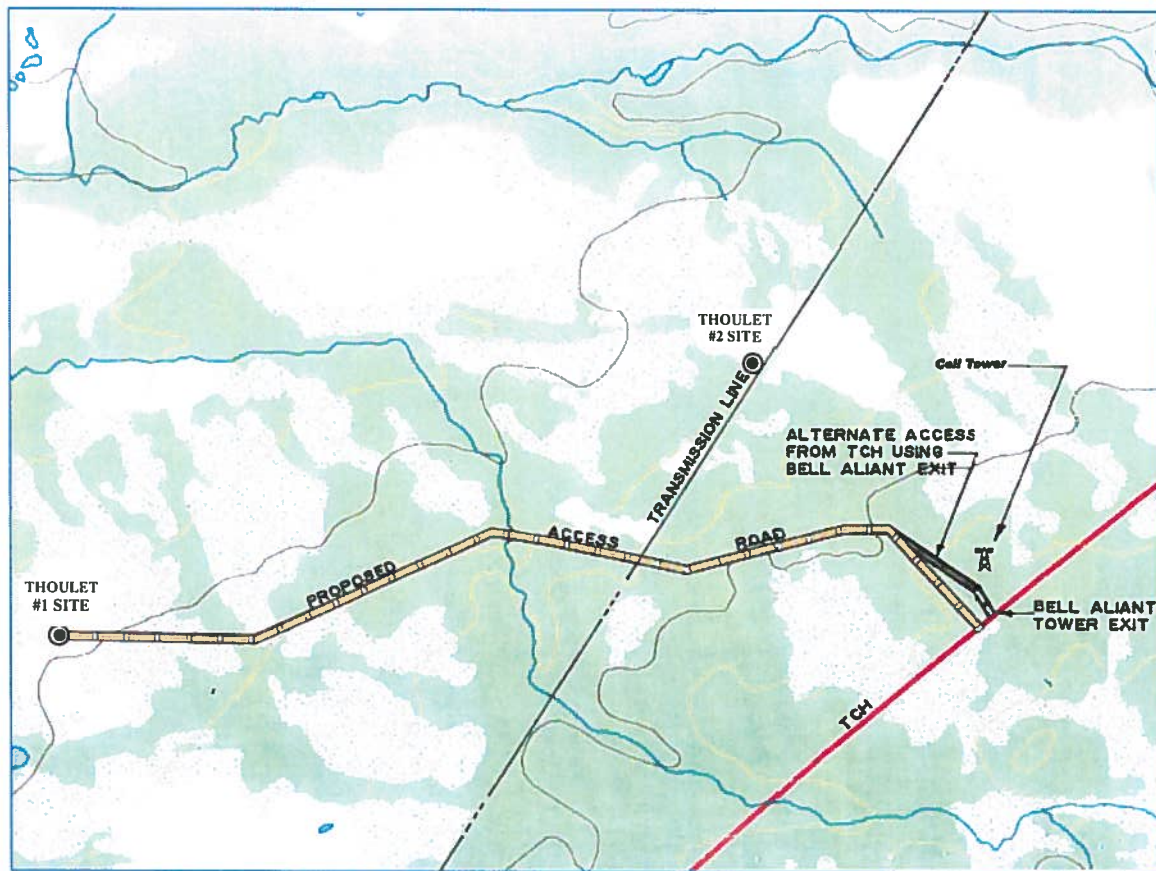 THOULET
#2 SITE
Cell Tower
TRANSMISSION LINE
ALTERNATE ACCESS
FROM TCH USING
BELL ALIANT EXIT
PROPOSED ACCESS ROAD
THOULET
#1 SITE
BELL ALIANT
TOWER EXIT
TCH